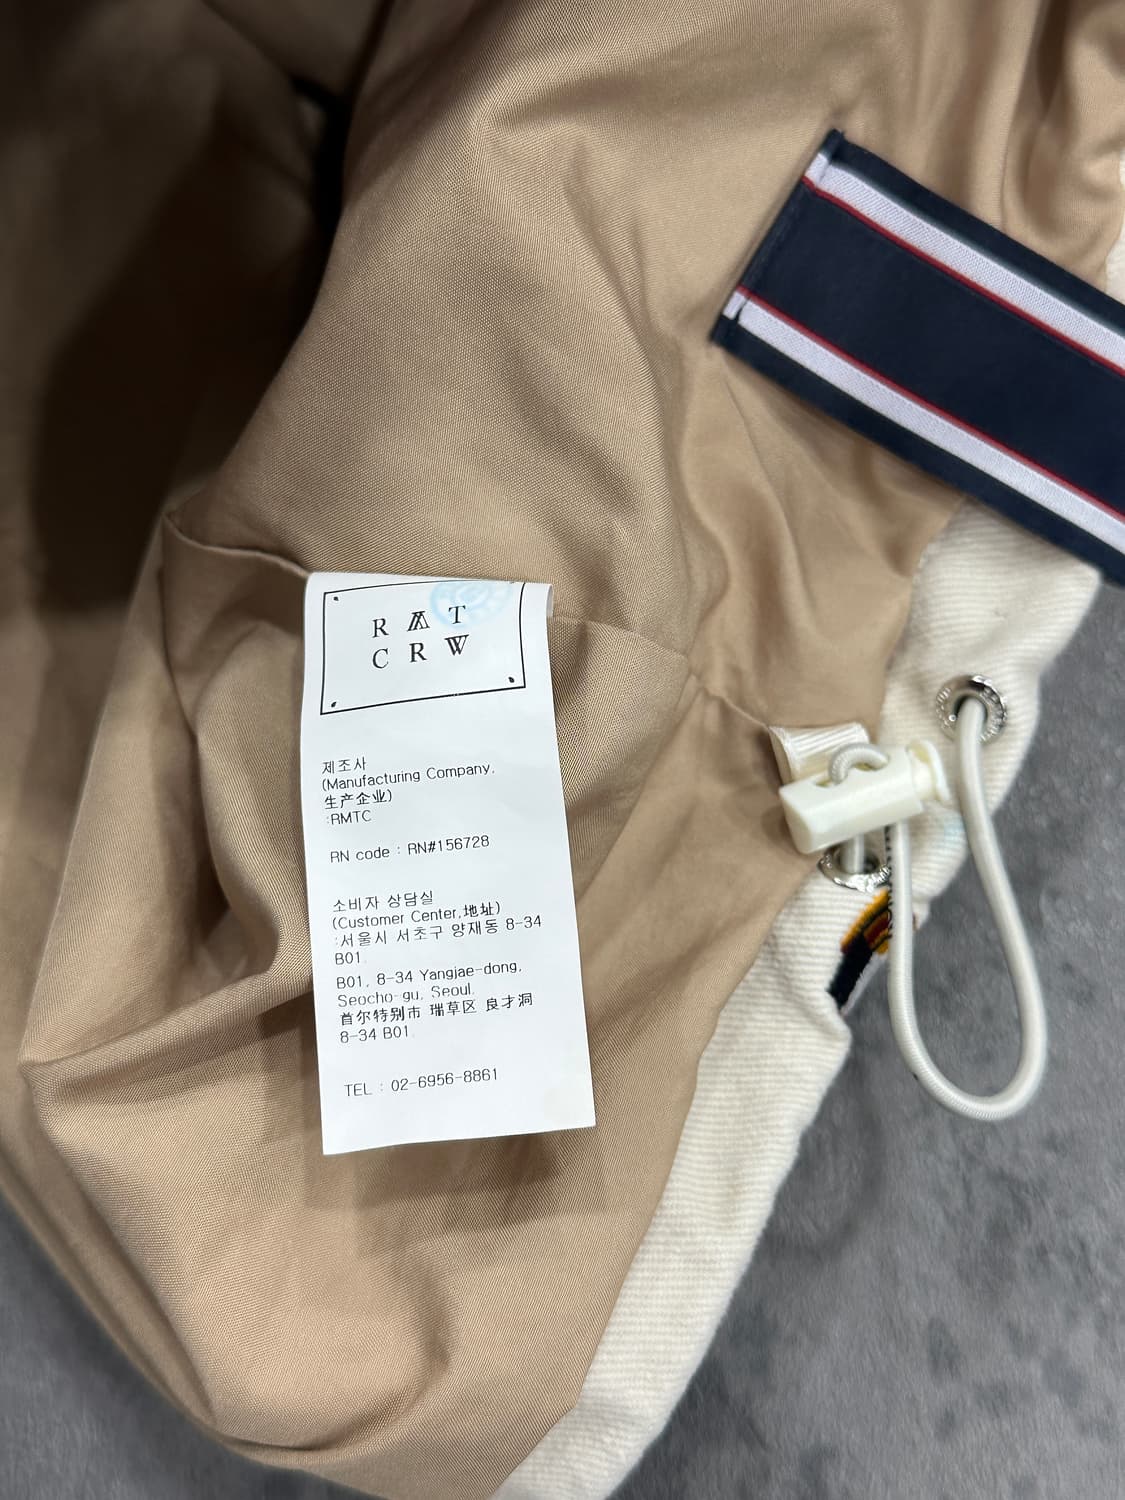 R M T
C R W
제조사
(Manufacturing Company,
生产企业)
:RMTC
RN code : RN#156728
소비자 상담실
(Customer Center,地址)
:서울시 서초구 양재동 8-34
B01.
B01, 8-34 Yangjae-dong,
Seocho-gu, Seoul.
首尔特别市 瑞草区 良才洞
8-34 B01.
TEL : 02-6956-8861